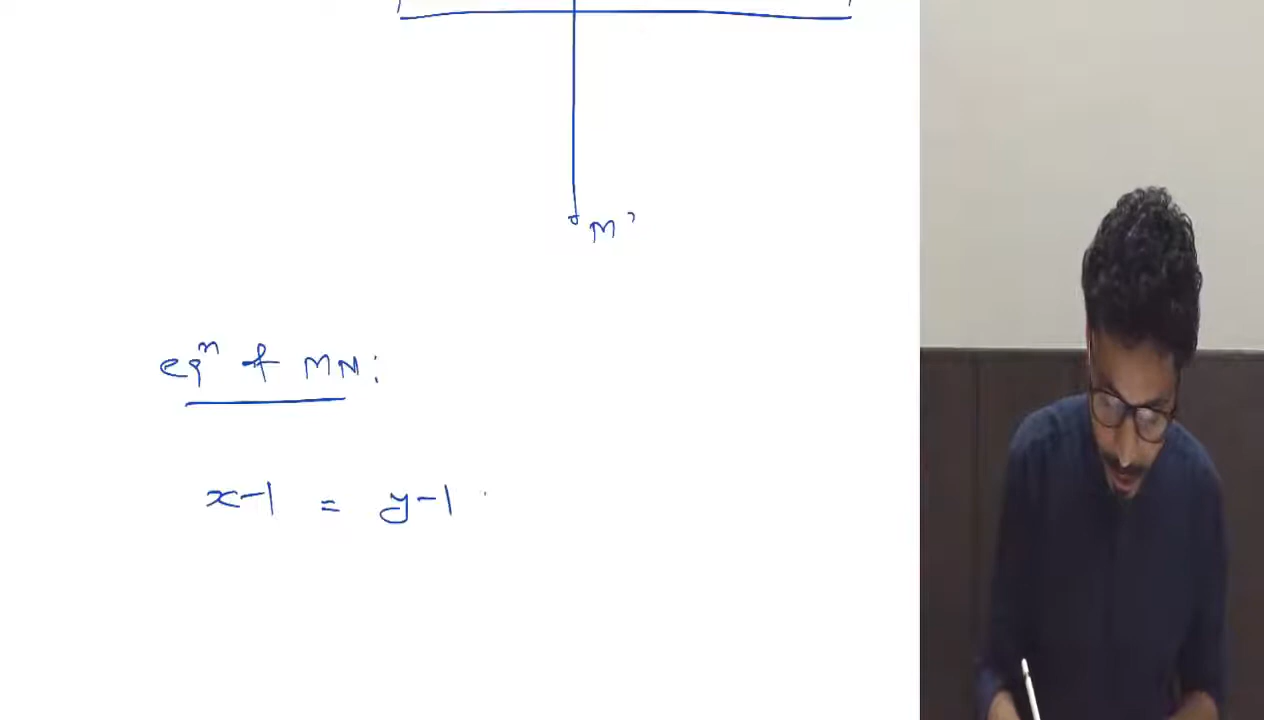 M'
eqⁿ of MN:
x-1 = y-1